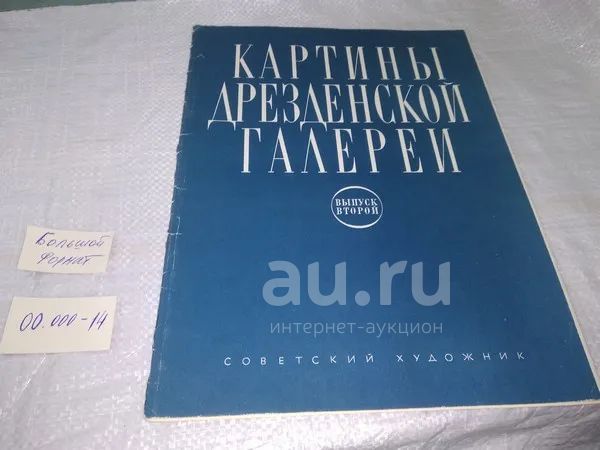 КАРТИНЫ
ДРЕЗДЕНСКОЙ
ГАЛЕРЕИ
ВЫПУСК
ВТОРОЙ
au.ru
интернет-аукцион
СОВЕТСКИЙ ХУДОЖНИК
Большой
Формат
00.000-14